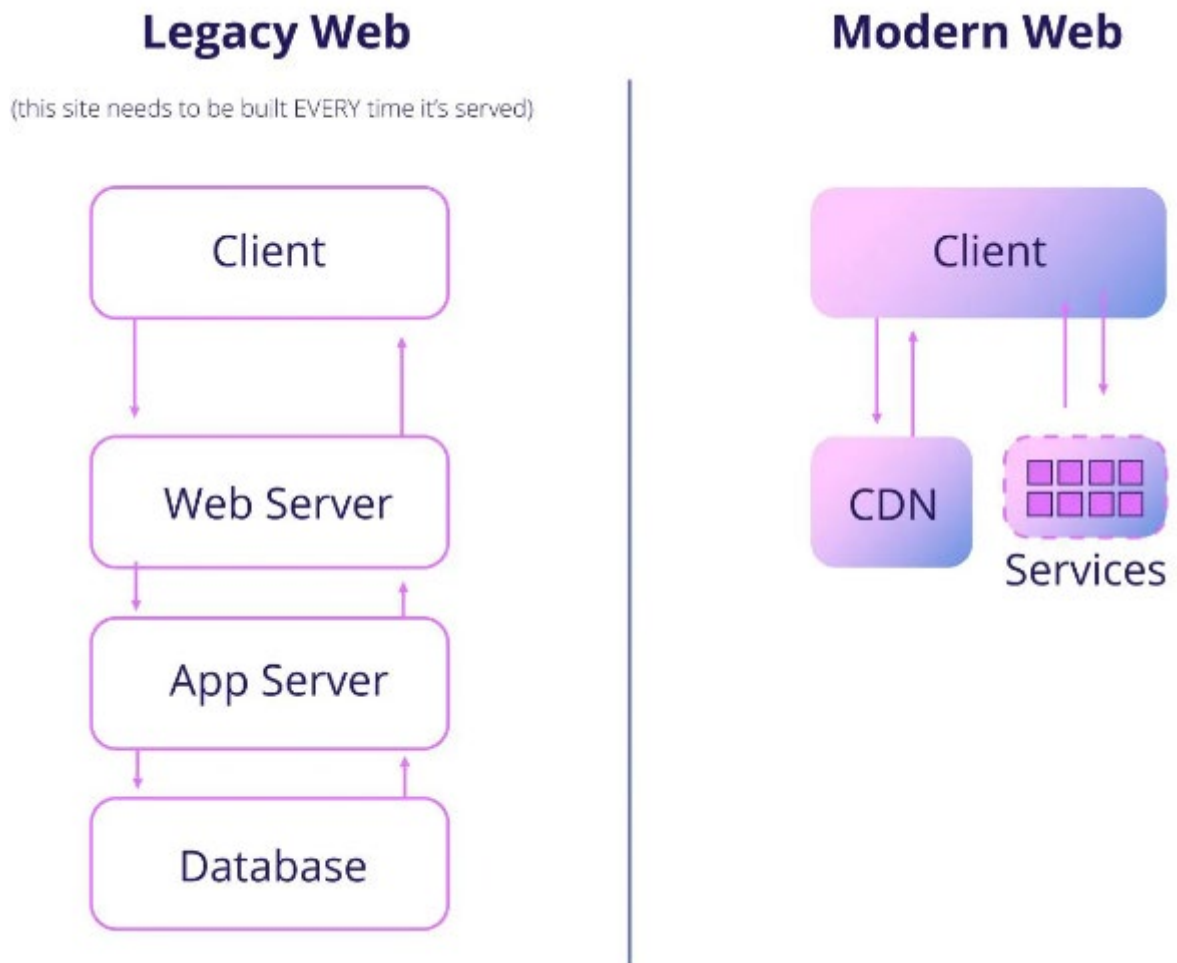 Legacy Web
(this site needs to be built EVERY time it's served)
Client
Web Server
App Server
Database
Modern Web
Client
CDN
Services